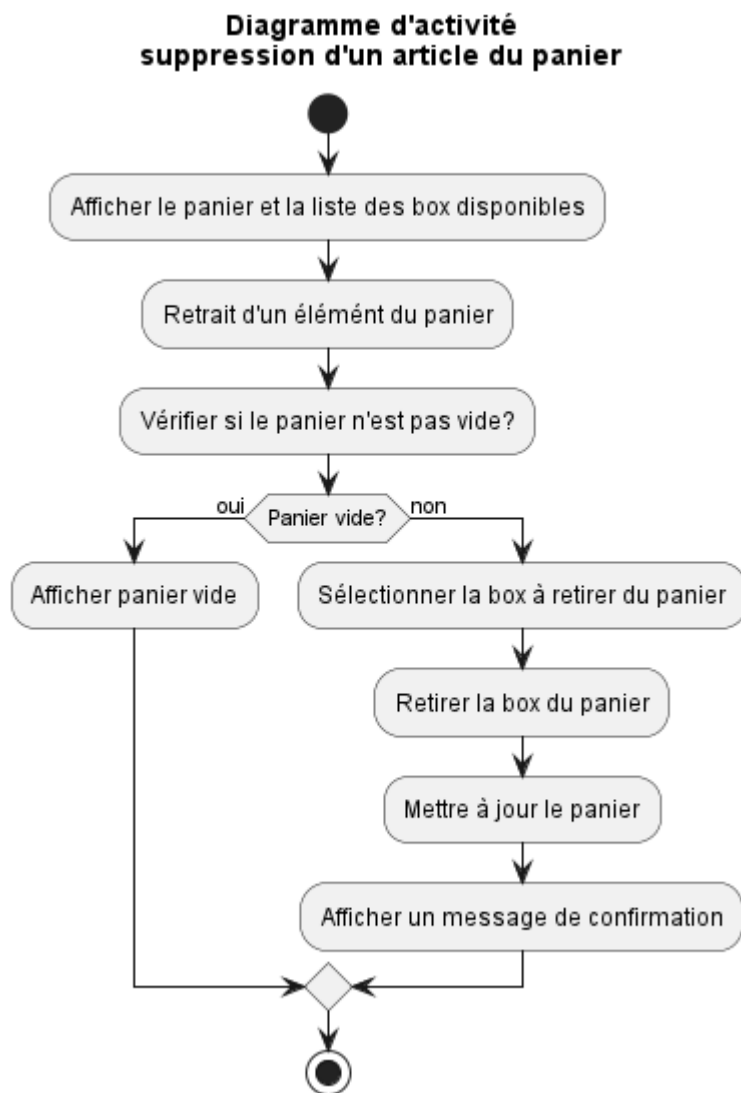 Diagramme d'activité
suppression d'un article du panier
Afficher le panier et la liste des box disponibles
Retrait d'un élémént du panier
Vérifier si le panier n'est pas vide?
oui
Panier vide?
non
Afficher panier vide
Sélectionner la box à retirer du panier
Retirer la box du panier
Mettre à jour le panier
Afficher un message de confirmation